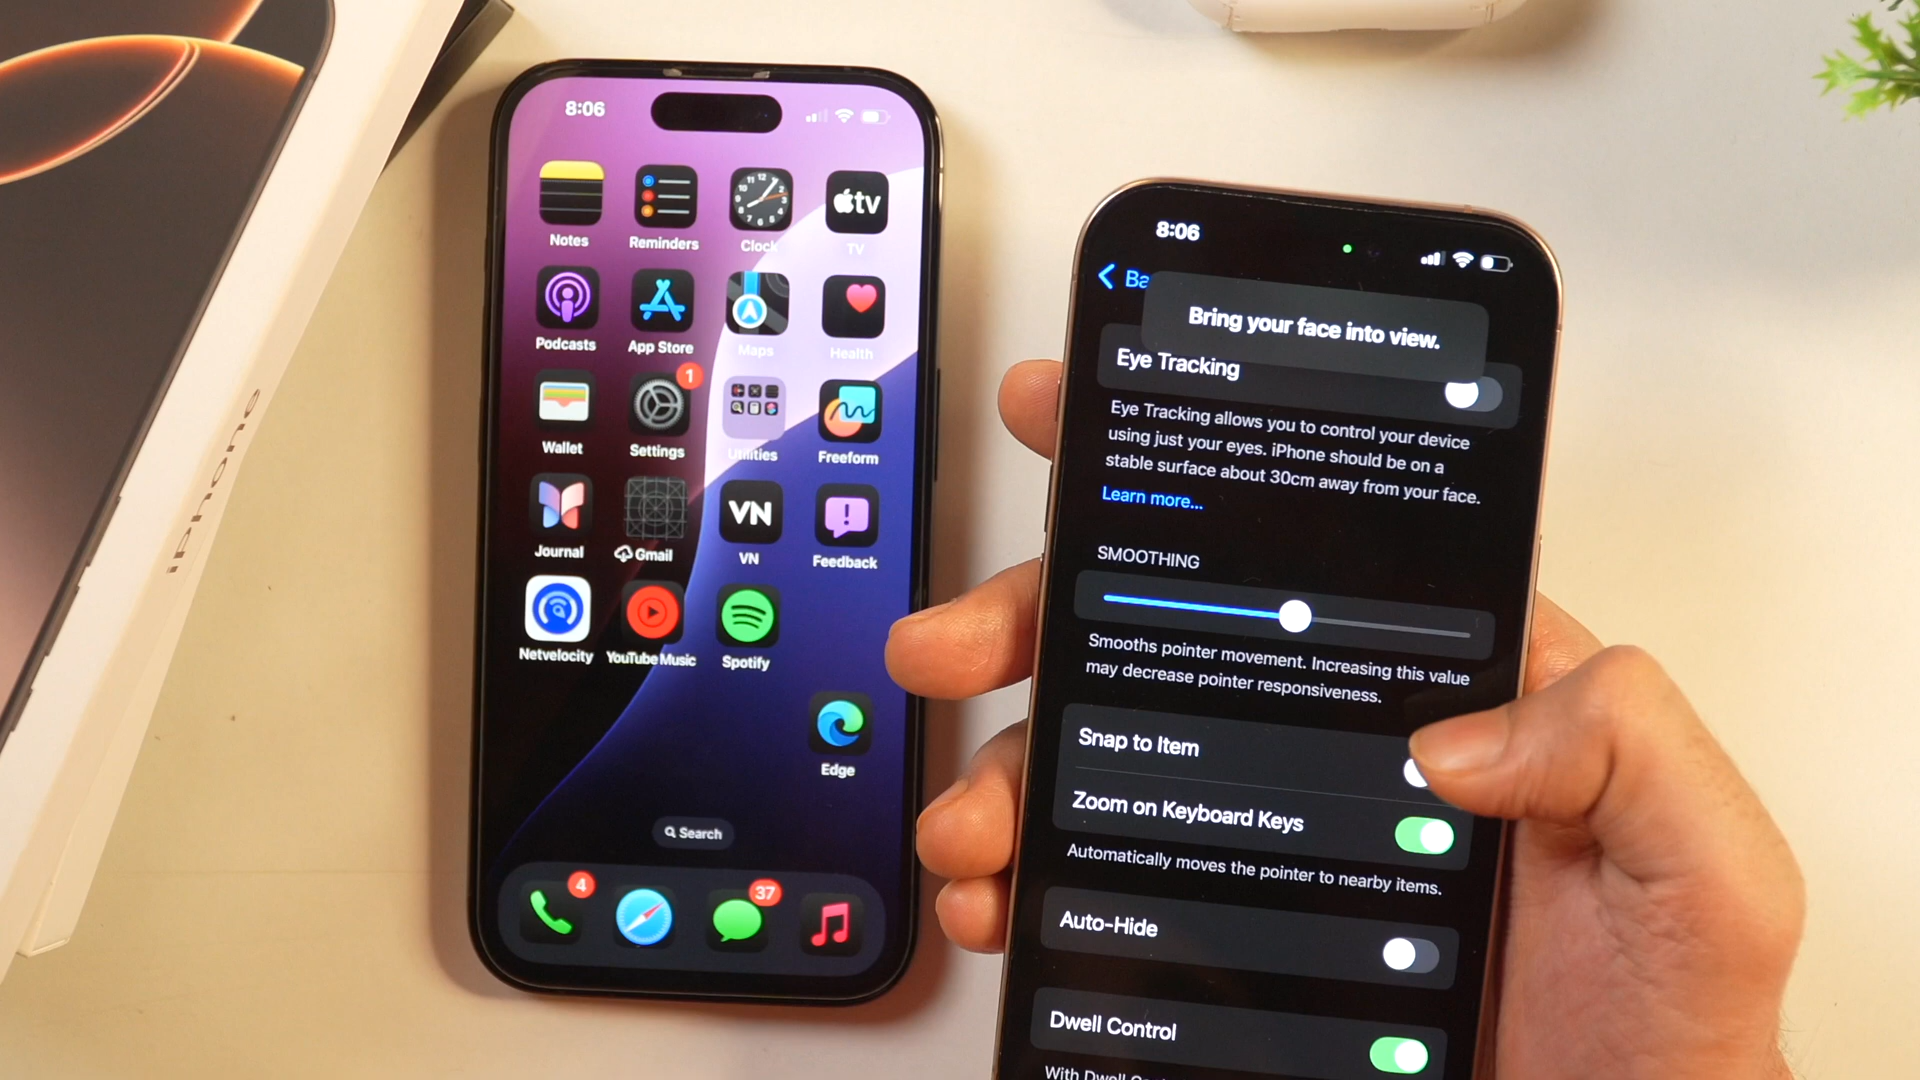 iPhone
8:06
tv
Notes
Reminders
Clock
TV
Podcasts
App Store
Maps
Health
1
Wallet
Settings
Utilities
Freeform
VN
Journal
Gmail
VN
Feedback
Netvelocity
YouTube Music
Spotify
Edge
Search
4
37
8:06
Ba
Bring your face into view.
Eye Tracking
Eye Tracking allows you to control your device
using just your eyes. iPhone should be on a
stable surface about 30cm away from your face.
Learn more...
SMOOTHING
Smooths pointer movement. Increasing this value
may decrease pointer responsiveness.
Snap to Item
Zoom on Keyboard Keys
Automatically moves the pointer to nearby items.
Auto-Hide
Dwell Control
With Dwell